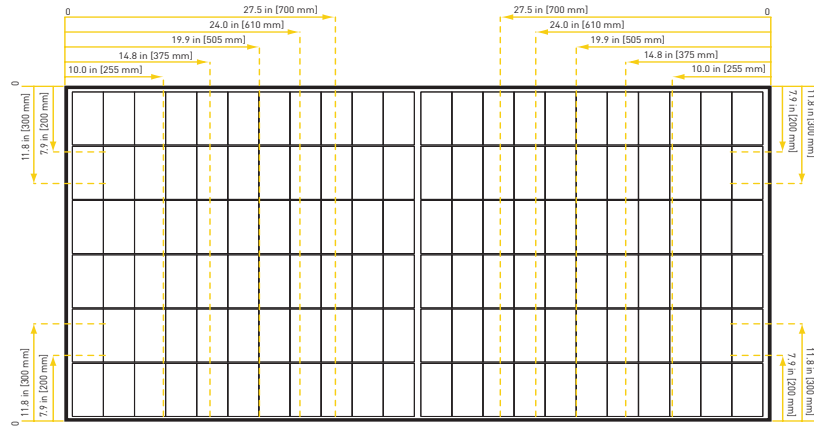 27.5 in [700 mm]
27.5 in [700 mm]
0
0
24.0 in [610 mm]
24.0 in [610 mm]
19.9 in [505 mm]
19.9 in [505 mm]
14.8 in [375 mm]
14.8 in [375 mm]
10.0 in [255 mm]
10.0 in [255 mm]
0
11.8 in [300 mm]
7.9 in [200 mm]
7.9 in [200 mm]
11.8 in [300 mm]
11.8 in [300 mm]
7.9 in [200 mm]
7.9 in [200 mm]
11.8 in [300 mm]
0